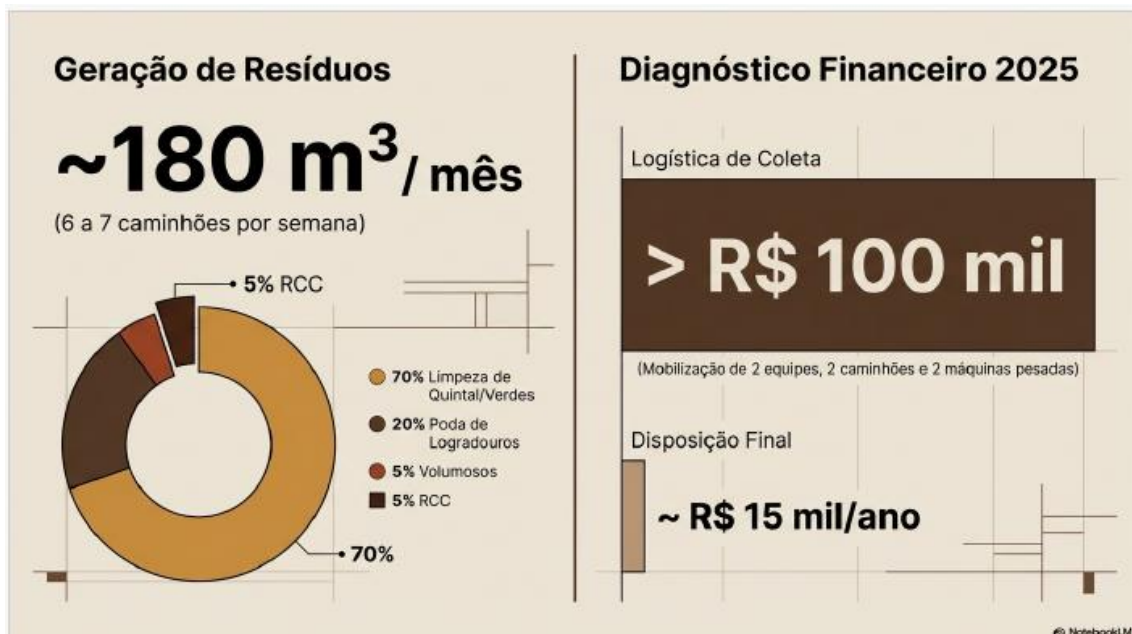 Geração de Resíduos
~180 m³/ mês
(6 a 7 caminhões por semana)
5% RCC
70% Limpeza de
Quintal/Verdes
20% Poda de
Logradouros
5% Volumosos
5% RCC
70%
Diagnóstico Financeiro 2025
Logística de Coleta
> R$ 100 mil
(Mobilização de 2 equipes, 2 caminhões e 2 máquinas pesadas)
Disposição Final
~ R$ 15 mil/ano